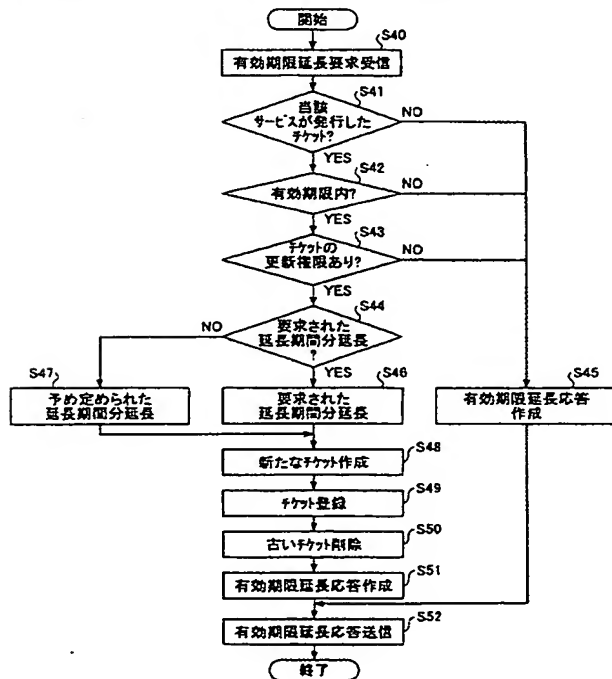 開始
S40
有効期限延長要求受信
S41
当該
サービスが発行した
チケット?
NO
YES
S42
有効期限内?
NO
YES
S43
チケットの
更新権限あり?
NO
YES
S44
要求された
延長期間分延長
?
NO
YES
S47
予め定められた
延長期間分延長
S46
要求された
延長期間分延長
S45
有効期限延長応答
作成
S48
新たなチケット作成
S49
チケット登録
S50
古いチケット削除
S51
有効期限延長応答作成
S52
有効期限延長応答送信
終了